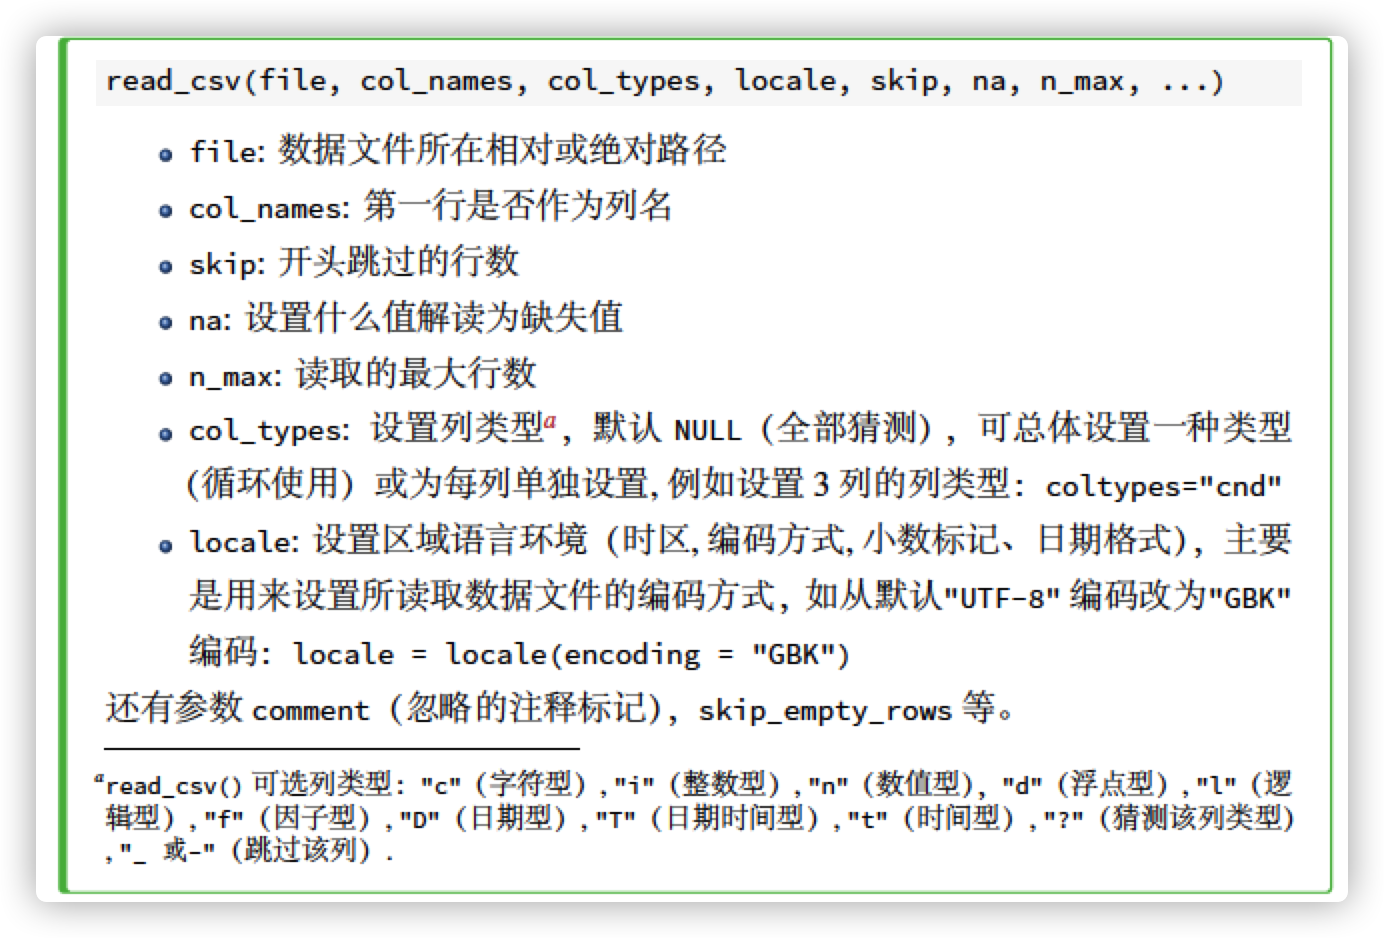 read_csv(file, col_names, col_types, locale, skip, na, n_max, ...)
file: 数据文件所在相对或绝对路径
col_names: 第一行是否作为列名
skip: 开头跳过的行数
na: 设置什么值解读为缺失值
n_max: 读取的最大行数
col_types: 设置列类型a，默认 NULL（全部猜测），可总体设置一种类型
（循环使用）或为每列单独设置, 例如设置 3 列的列类型: coltypes="cnd"
locale: 设置区域语言环境（时区, 编码方式, 小数标记、日期格式），主要
是用来设置所读取数据文件的编码方式，如从默认"UTF-8" 编码改为"GBK"
编码: locale = locale(encoding = "GBK")
还有参数 comment（忽略的注释标记），skip_empty_rows 等。
a read_csv() 可选列类型: "c"（字符型）,"i"（整数型）,"n"（数值型），"d"（浮点型）,"l"（逻
辑型）,"f"（因子型）,"D"（日期型）,"T"（日期时间型）,"t"（时间型）,"?"（猜测该列类型）
,"_ 或-"（跳过该列）.